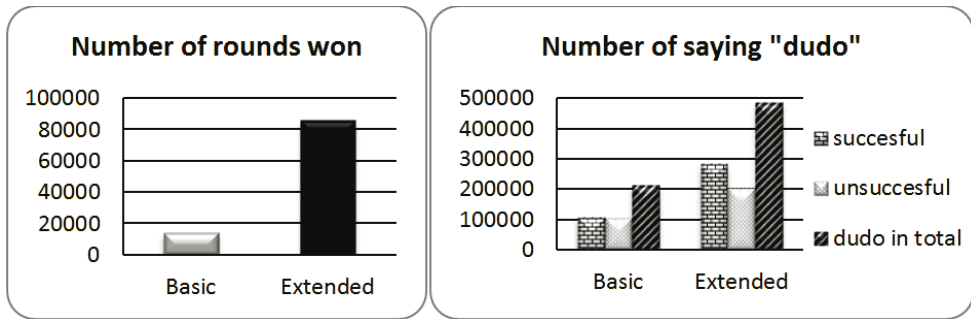 Number of rounds won
100000
80000
60000
40000
20000
0
Basic
Extended
Number of saying "dudo"
500000
400000
300000
200000
100000
0
Basic
Extended
succesful
unsuccesful
dudo in total